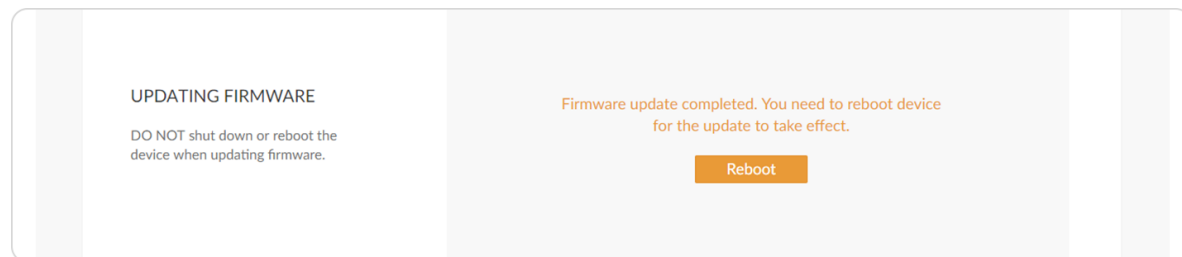 UPDATING FIRMWARE
DO NOT shut down or reboot the
device when updating firmware.
Firmware update completed. You need to reboot device
for the update to take effect.
Reboot